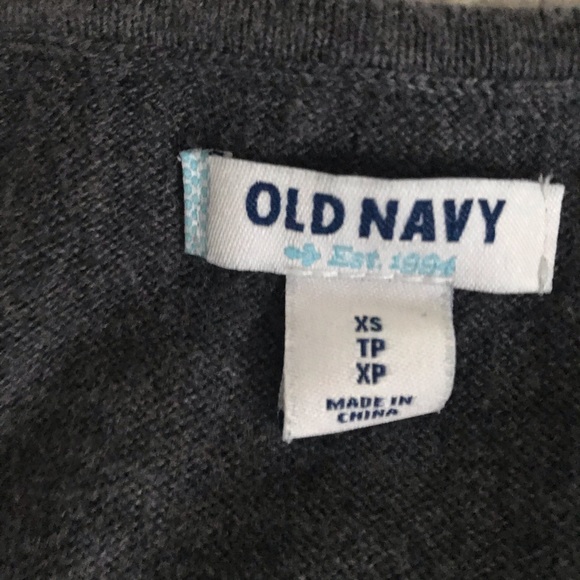 OLD NAVY
Est. 1994
XS
TP
XP
MADE IN
CHINA